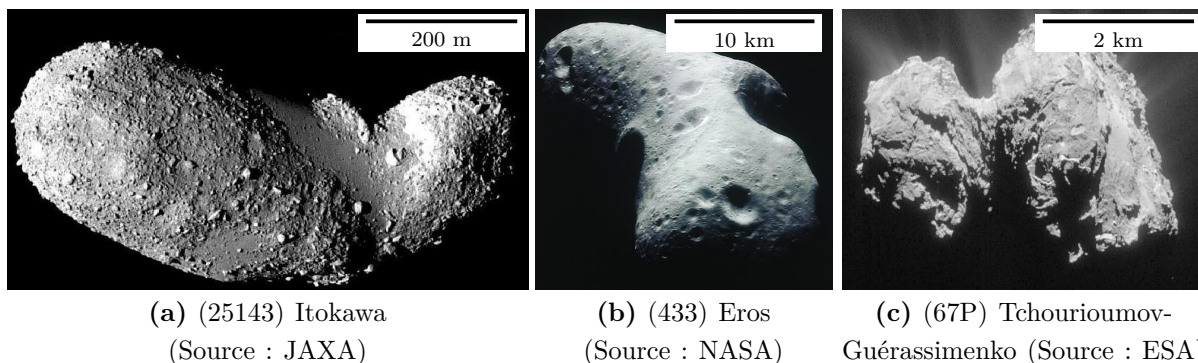 200 m
10 km
2 km
(a) (25143) Itokawa
(Source : JAXA)
(b) (433) Eros
(Source : NASA)
(c) (67P) Tchourioumov-
Guérassimenko (Source : ESA)